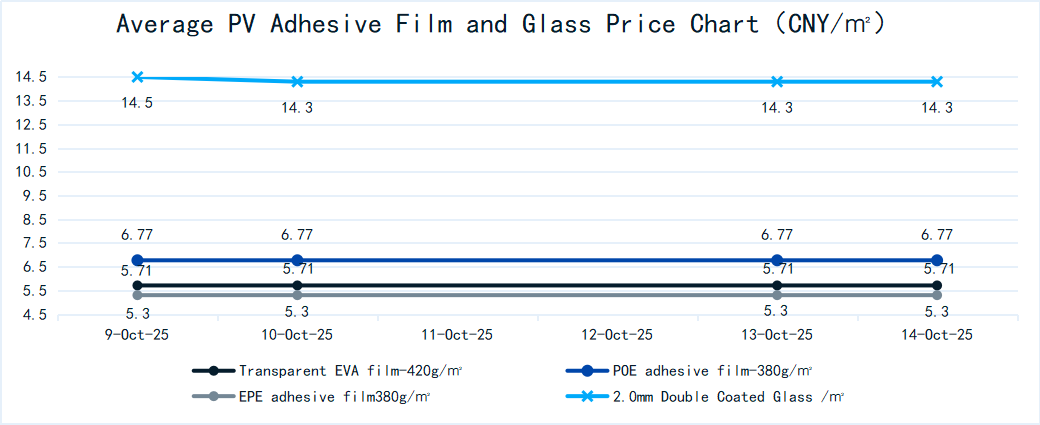 Average PV Adhesive Film and Glass Price Chart (CNY/㎡)
14.5
13.5
12.5
11.5
10.5
9.5
8.5
7.5
6.5
5.5
4.5
14.5 14.3 14.3 14.3
6.77 6.77 6.77 6.77
5.71 5.71 5.71 5.71
5.3 5.3 5.3 5.3
9-Oct-25 10-Oct-25 11-Oct-25 12-Oct-25 13-Oct-25 14-Oct-25
Transparent EVA film-420g/㎡ POE adhesive film-380g/㎡
EPE adhesive film380g/㎡ 2.0mm Double Coated Glass /㎡